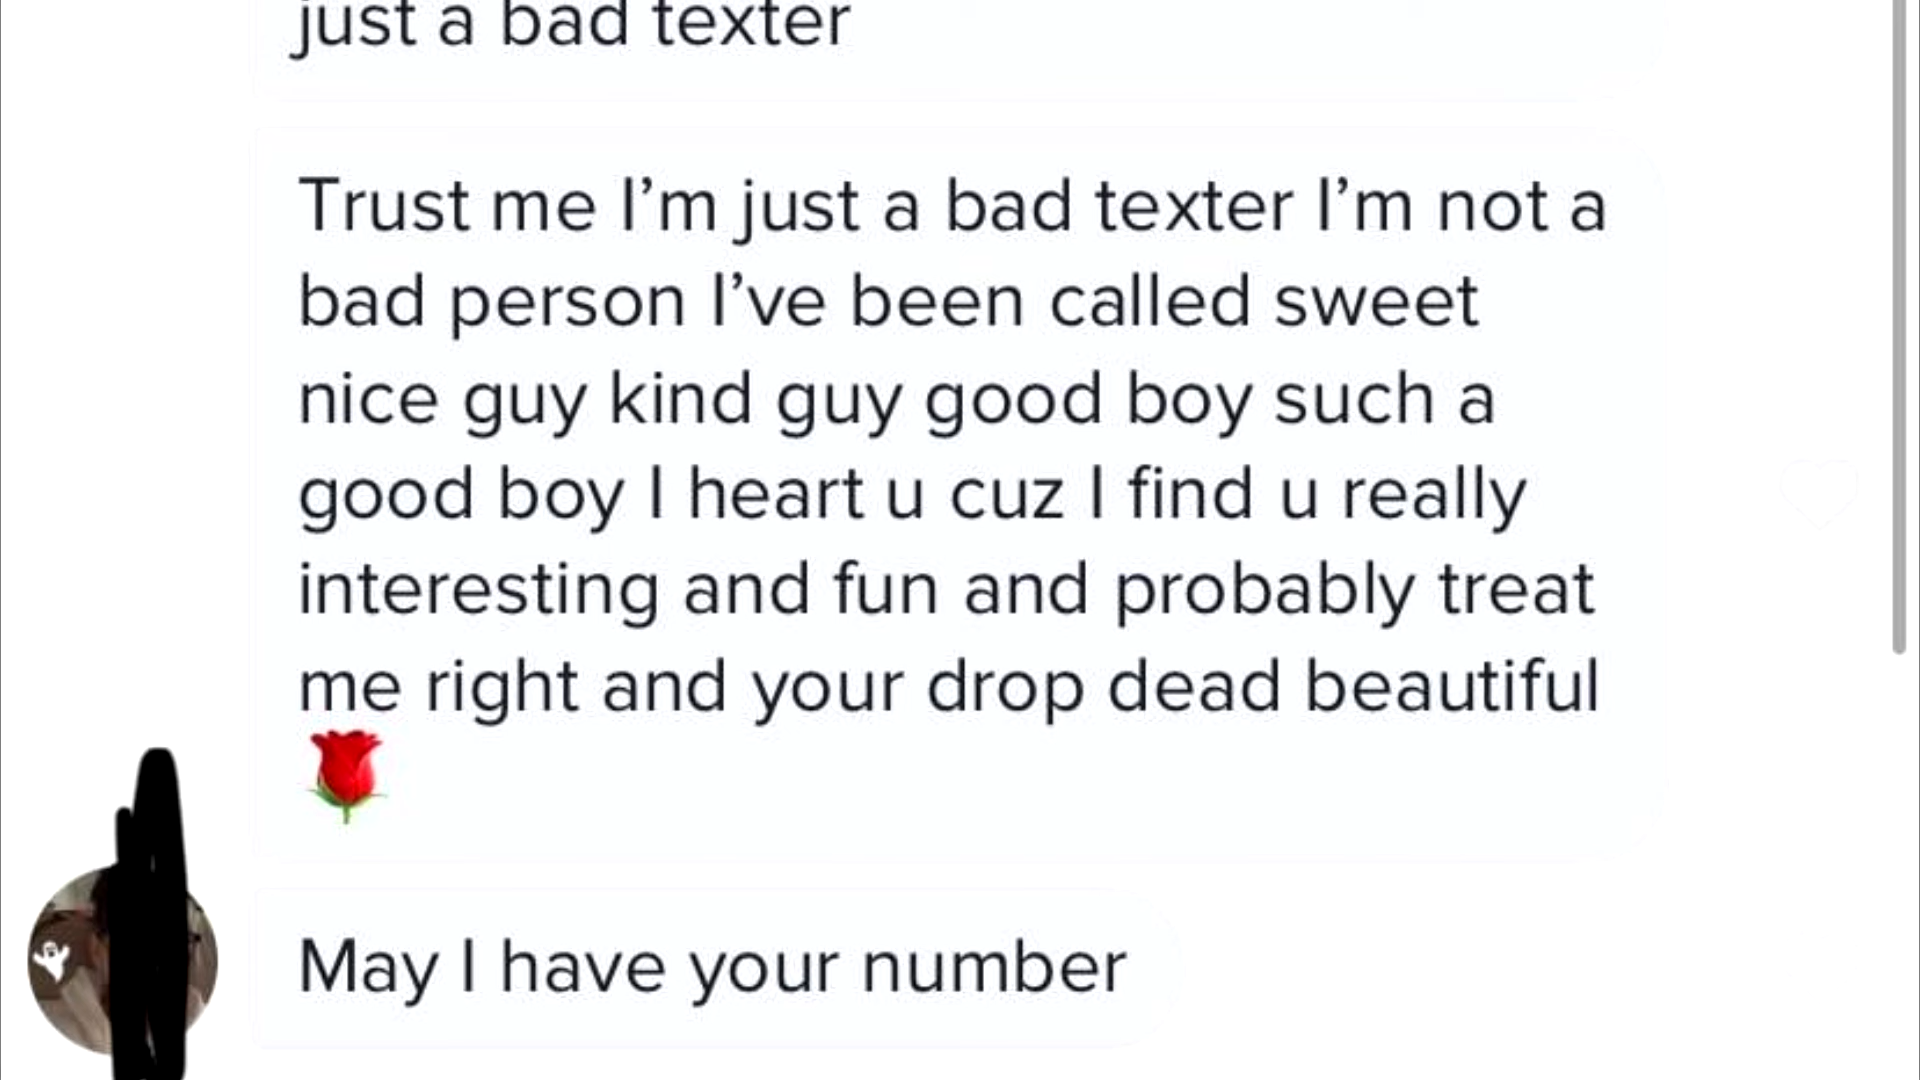 just a bad texter
Trust me I’m just a bad texter I’m not a
bad person I’ve been called sweet
nice guy kind guy good boy such a
good boy I heart u cuz I find u really
interesting and fun and probably treat
me right and your drop dead beautiful
🌹
May I have your number